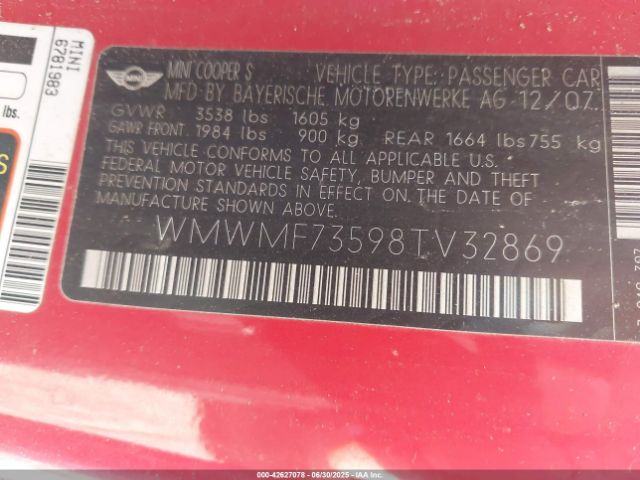 MINI
6781983
lbs.
S
MINI
MINI COOPER S
VEHICLE TYPE: PASSENGER CAR
MFD BY BAYERISCHE MOTORENWERKE AG 12/07.
GVWR 3538 lbs 1605 kg
GAWR FRONT: 1984 lbs 900 kg REAR 1664 lbs 755 kg
THIS VEHICLE CONFORMS TO ALL APPLICABLE U.S.
FEDERAL MOTOR VEHICLE SAFETY, BUMPER AND THEFT
PREVENTION STANDARDS IN EFFECT ON. THE DATE OF
MANUFACTURE SHOWN ABOVE.
WMWMF73598TV32869
000-42627078 - 06/30/2025 - IAA Inc.